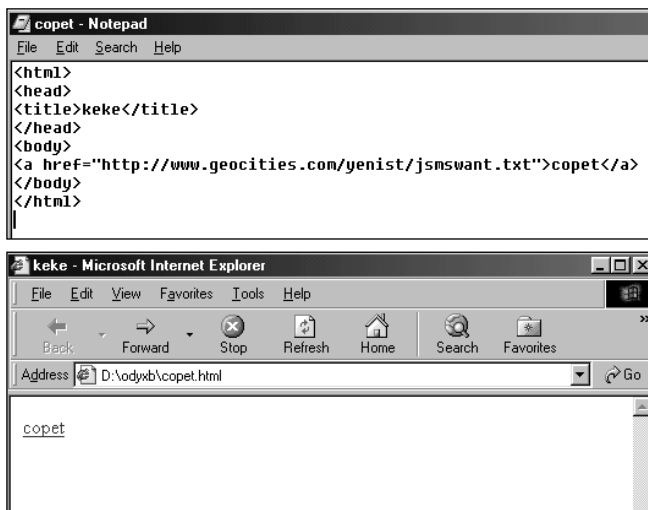 copet - Notepad
File Edit Search Help
<html>
<head>
<title>keke</title>
</head>
<body>
<a href="http://www.geocities.com/yenist/jsmswant.txt">copet</a>
</body>
</html>
keke - Microsoft Internet Explorer
File Edit View Favorites Tools Help
Back Forward Stop Refresh Home Search Favorites »
Address D:\odyxb\copet.html Go
copet